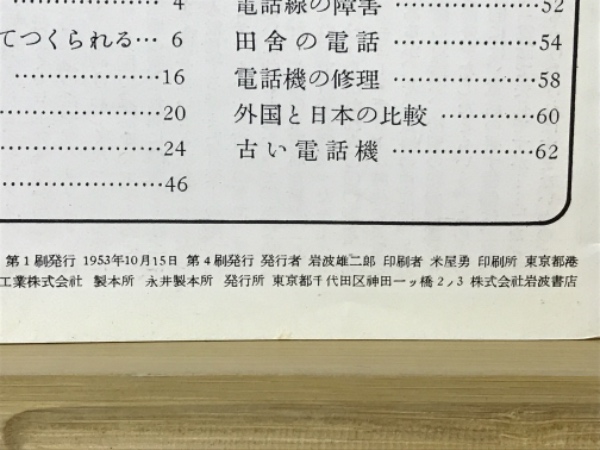 電話線の障害 …………… 52
…………… 4
田舎の電話 …………… 54
てつくられる… 6
電話機の修理 …………… 58
…………… 16
外国と日本の比較 ………… 60
…………… 20
古い電話機 …………… 62
…………… 24
…………… 46
第1刷発行 1953年10月15日 第4刷発行 発行者 岩波雄二郎 印刷者 米屋勇 印刷所 東京都港
工業株式会社 製本所 永井製本所 発行所 東京都千代田区神田一ッ橋2ノ3 株式会社岩波書店